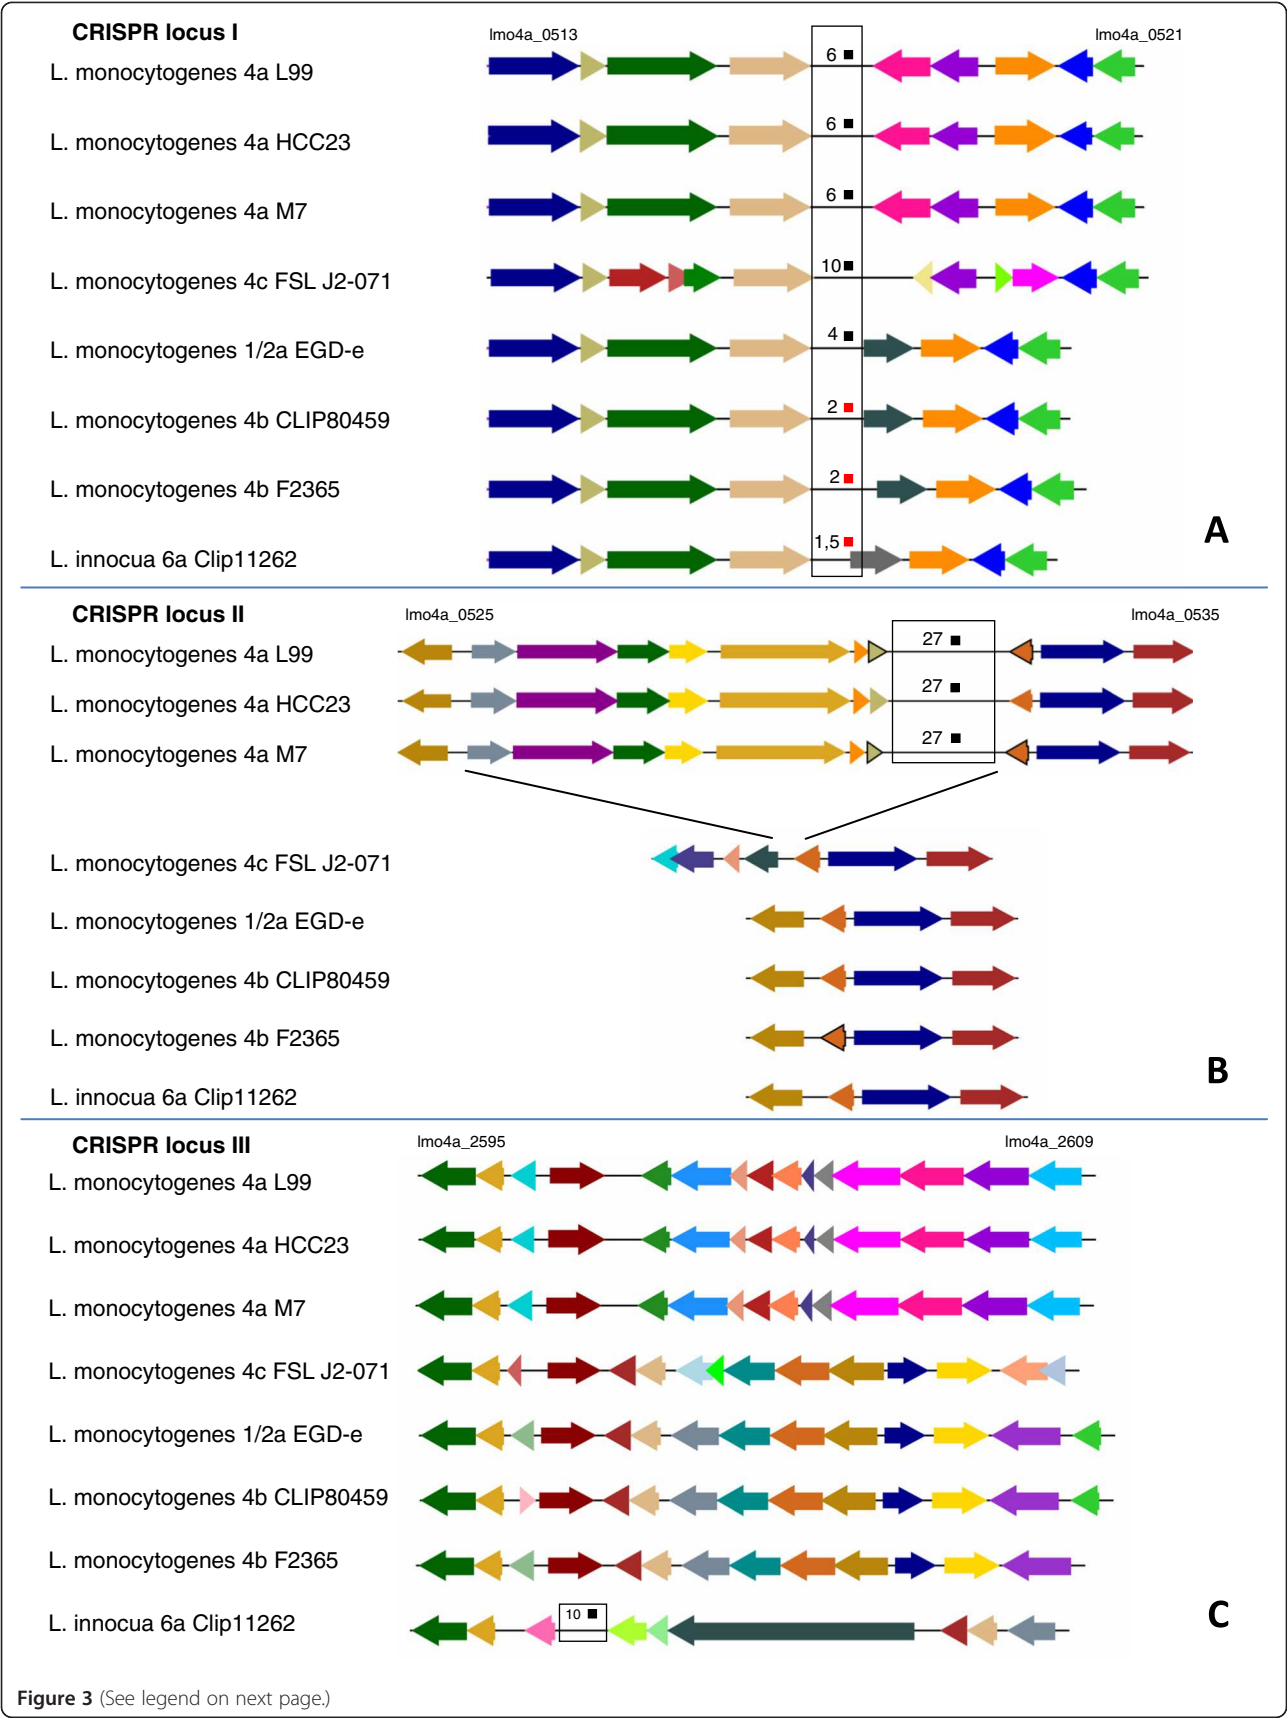 CRISPR locus I
lmo4a_0513 lmo4a_0521
L. monocytogenes 4a L99 6
L. monocytogenes 4a HCC23 6
L. monocytogenes 4a M7 6
L. monocytogenes 4c FSL J2-071 10
L. monocytogenes 1/2a EGD-e 4
L. monocytogenes 4b CLIP80459 2
L. monocytogenes 4b F2365 2
A
L. innocua 6a Clip11262 1,5
CRISPR locus II
lmo4a_0525 lmo4a_0535
L. monocytogenes 4a L99 27
L. monocytogenes 4a HCC23 27
L. monocytogenes 4a M7 27
L. monocytogenes 4c FSL J2-071
L. monocytogenes 1/2a EGD-e
L. monocytogenes 4b CLIP80459
L. monocytogenes 4b F2365
B
L. innocua 6a Clip11262
CRISPR locus III
lmo4a_2595 lmo4a_2609
L. monocytogenes 4a L99
L. monocytogenes 4a HCC23
L. monocytogenes 4a M7
L. monocytogenes 4c FSL J2-071
L. monocytogenes 1/2a EGD-e
L. monocytogenes 4b CLIP80459
L. monocytogenes 4b F2365
L. innocua 6a Clip11262 10
C
Figure 3 (See legend on next page.)